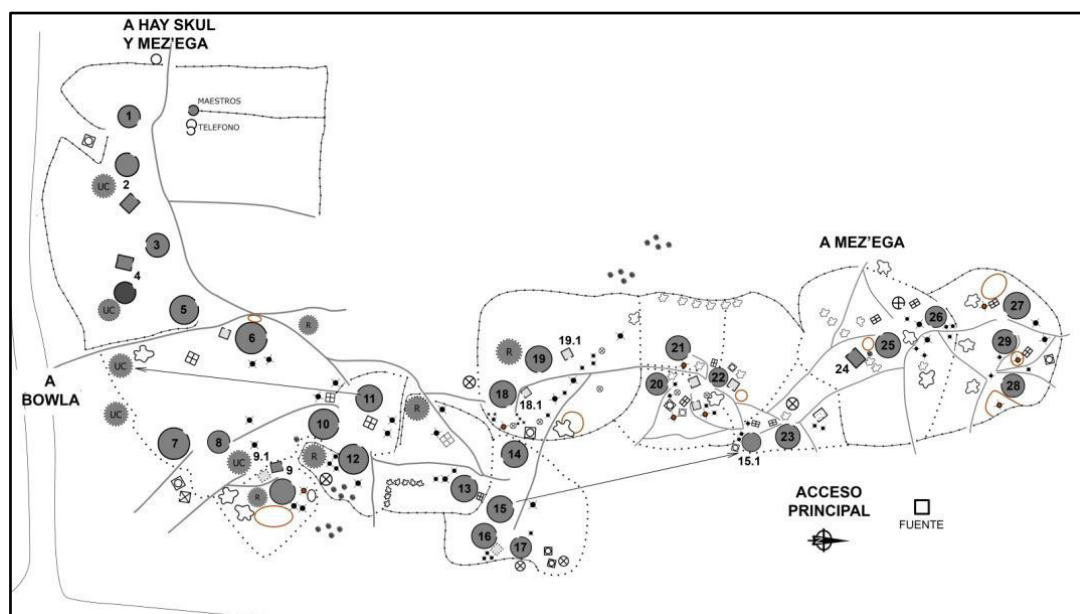 A HAY SKUL
Y MEZ'EGA
MAESTROS
TELEFONO
1
UC
2
3
4
UC
5
6
R
A
BOWLA
UC
UC
7
8
UC
9.1
9
R
10
11
R
R
12
13
14
15
16
17
18
18.1
R
19
19.1
20
21
22
15.1
23
A MEZ'EGA
24
25
26
27
28
29
ACCESO
PRINCIPAL
FUENTE